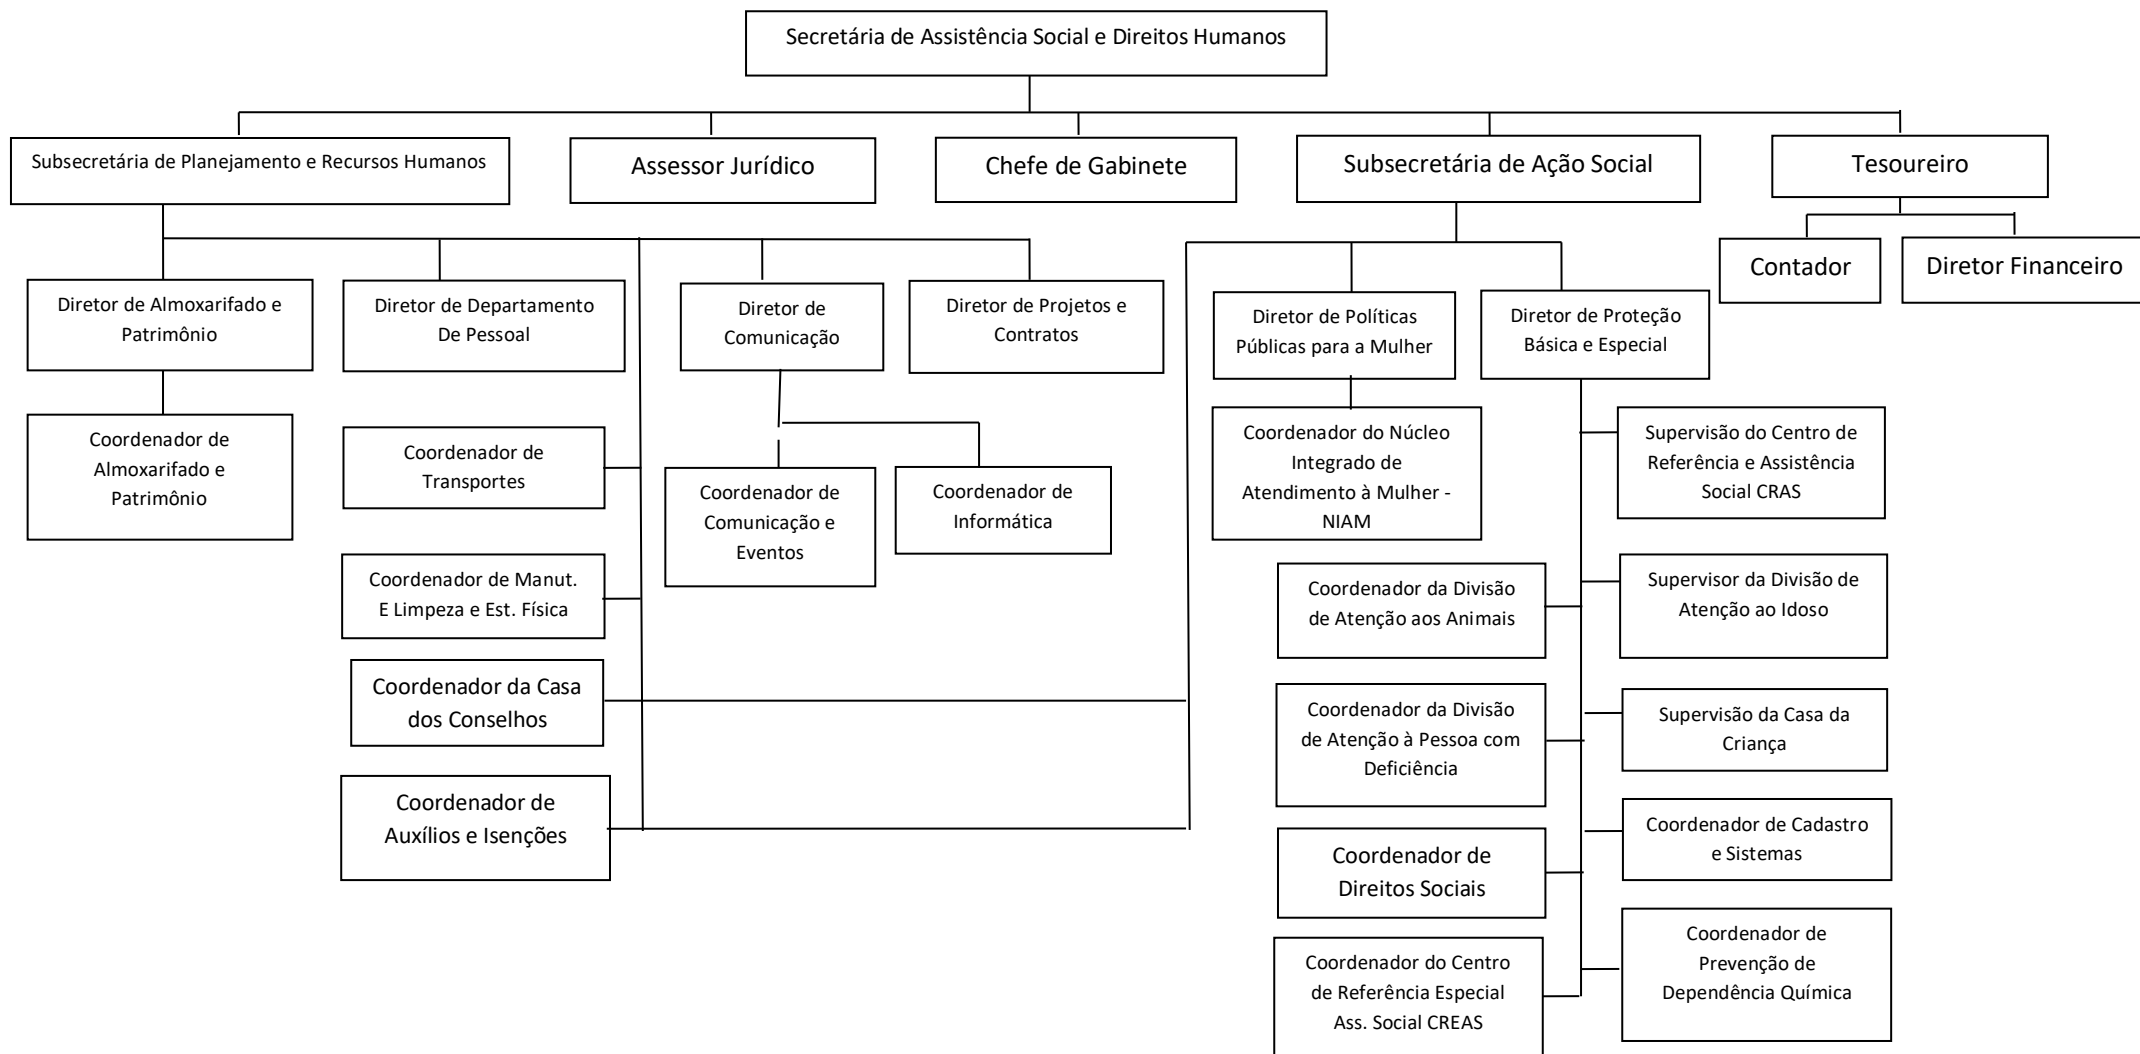 Secretária de Assistência Social e Direitos Humanos
Subsecretária de Planejamento e Recursos Humanos
Assessor Jurídico
Chefe de Gabinete
Subsecretária de Ação Social
Tesoureiro
Contador
Diretor Financeiro
Diretor de Almoxarifado e
Patrimônio
Diretor de Departamento
De Pessoal
Diretor de
Comunicação
Diretor de Projetos e
Contratos
Diretor de Políticas
Públicas para a Mulher
Diretor de Proteção
Básica e Especial
Coordenador de
Almoxarifado e
Patrimônio
Coordenador de
Transportes
Coordenador de
Comunicação e
Eventos
Coordenador de
Informática
Coordenador do Núcleo
Integrado de
Atendimento à Mulher -
NIAM
Supervisão do Centro de
Referência e Assistência
Social CRAS
Coordenador de Manut.
E Limpeza e Est. Física
Coordenador da Divisão
de Atenção aos Animais
Supervisor da Divisão de
Atenção ao Idoso
Coordenador da Casa
dos Conselhos
Coordenador da Divisão
de Atenção à Pessoa com
Deficiência
Supervisão da Casa da
Criança
Coordenador de
Auxílios e Isenções
Coordenador de
Direitos Sociais
Coordenador de Cadastro
e Sistemas
Coordenador do Centro
de Referência Especial
Ass. Social CREAS
Coordenador de
Prevenção de
Dependência Química